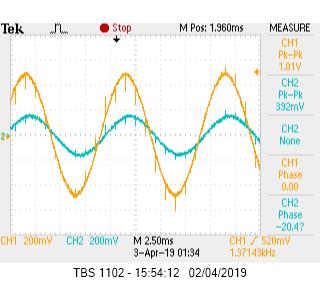 Tek Stop M Pos: 1.960ms MEASURE
CH1
Pk-Pk
1.01V
CH2
Pk-Pk
392mV
CH2
None
CH1
Phase
0.00
CH2
Phase
-20.4?
2
CH1 200mV CH2 200mV M 2.50ms CH1 / 520mV
3-Apr-19 01:34 1.37143kHz
TBS 1102 - 15:54:12 02/04/2019